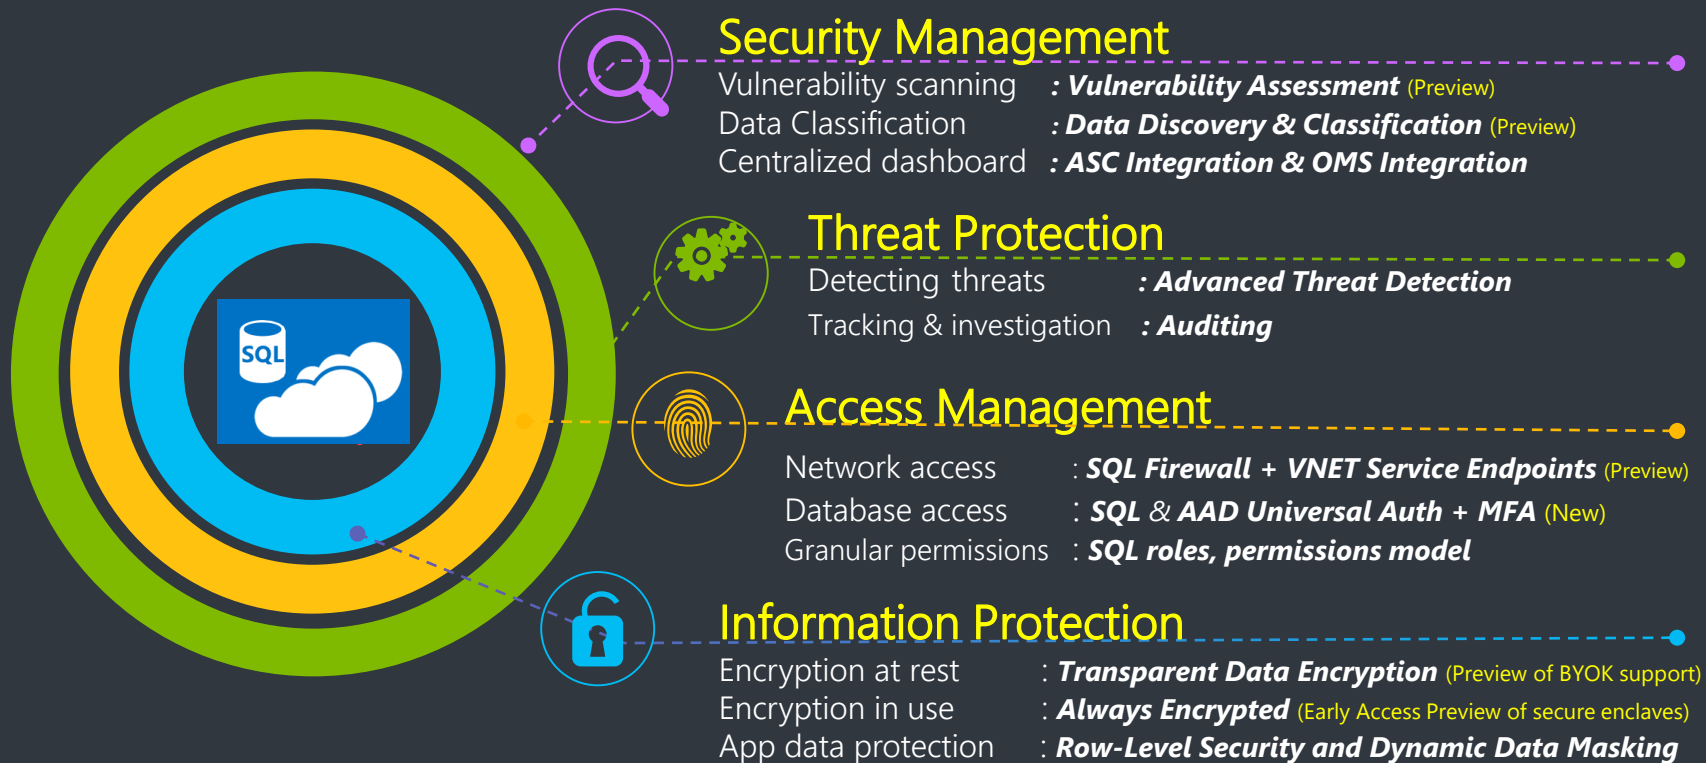 Security Management
Vulnerability scanning : Vulnerability Assessment (Preview)
Data Classification : Data Discovery & Classification (Preview)
Centralized dashboard : ASC Integration & OMS Integration
Threat Protection
Detecting threats : Advanced Threat Detection
Tracking & investigation : Auditing
SQL
Access Management
Network access : SQL Firewall + VNET Service Endpoints (Preview)
Database access : SQL & AAD Universal Auth + MFA (New)
Granular permissions : SQL roles, permissions model
Information Protection
Encryption at rest : Transparent Data Encryption (Preview of BYOK support)
Encryption in use : Always Encrypted (Early Access Preview of secure enclaves)
App data protection : Row-Level Security and Dynamic Data Masking